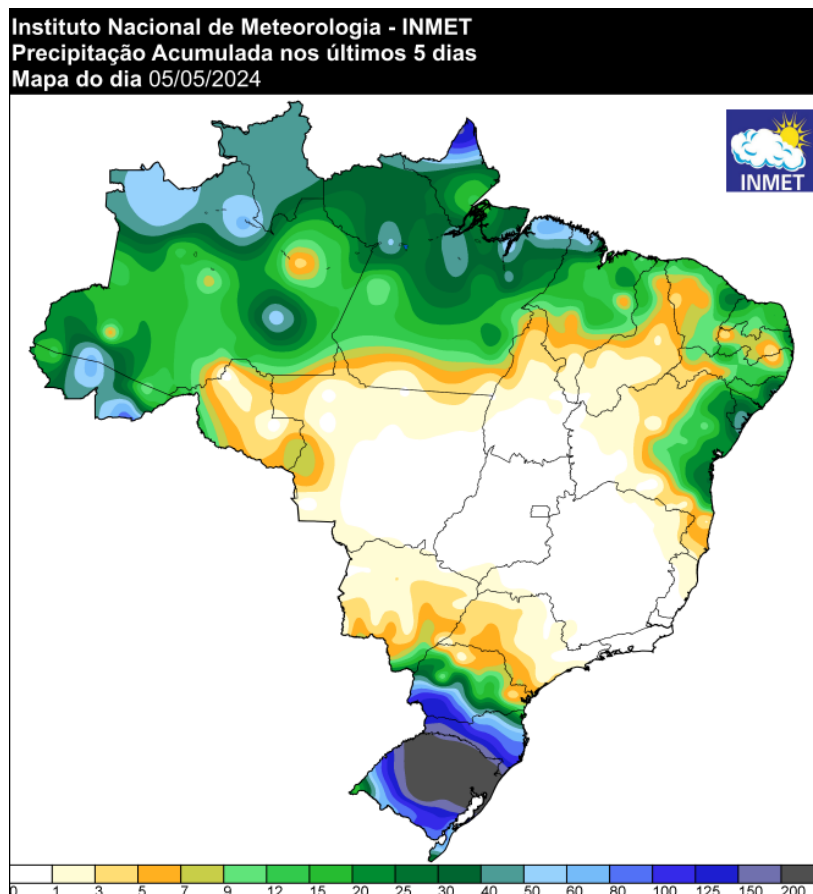 Instituto Nacional de Meteorologia - INMET
Precipitação Acumulada nos últimos 5 dias
Mapa do dia 05/05/2024
INMET
0 1 3 5 7 9 12 15 20 25 30 40 50 60 80 100 125 150 200